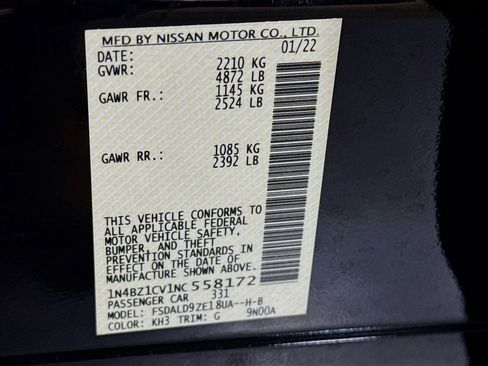 MFD BY NISSAN MOTOR CO., LTD.
DATE: 01/22
GVWR: 2210 KG
4872 LB
GAWR FR.: 1145 KG
2524 LB
GAWR RR.: 1085 KG
2392 LB
THIS VEHICLE CONFORMS TO
ALL APPLICABLE FEDERAL
MOTOR VEHICLE SAFETY,
BUMPER, AND THEFT
PREVENTION STANDARDS IN
EFFECT ON THE DATE OF
MANUFACTURE SHOWN ABOVE.
1N4BZ1CV1NC558172
PASSENGER CAR 331
MODEL: FSDALD9ZE18UA--H-B
COLOR: KH3 TRIM: G 9N00A